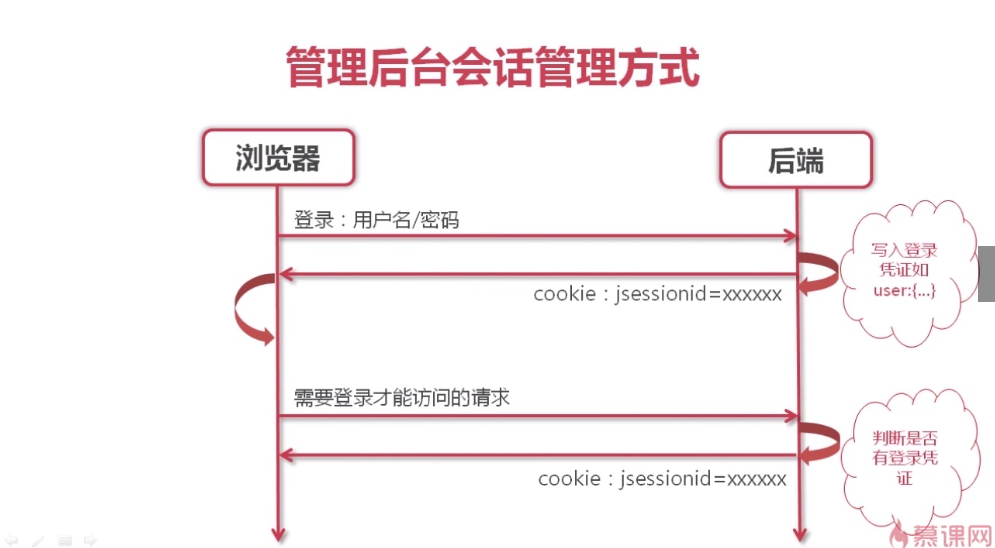 管理后台会话管理方式
浏览器
后端
登录：用户名/密码
写入登录
凭证如
user:{...}
cookie：jsessionid=xxxxxx
需要登录才能访问的请求
判断是否
有登录凭
证
cookie：jsessionid=xxxxxx
慕课网